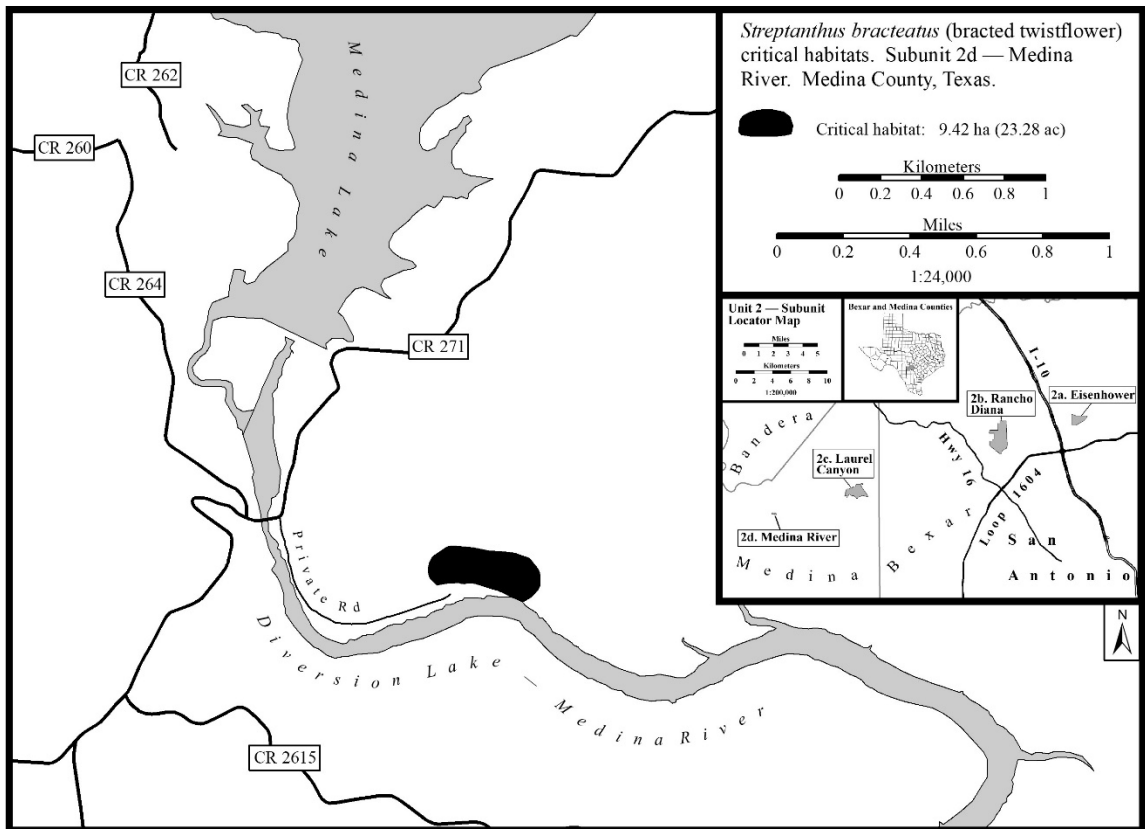 Streptanthus bracteatus (bracted twistflower)
critical habitats. Subunit 2d — Medina
River. Medina County, Texas.
Critical habitat: 9.42 ha (23.28 ac)
Kilometers
0 0.2 0.4 0.6 0.8 1
Miles
0 0.2 0.4 0.6 0.8 1
1:24,000
Unit 2 — Subunit
Locator Map
Miles
0 1 2 3 4 5
Kilometers
0 2 4 6 8 10
1:200,000
Bexar and Medina Counties
I-10
2a. Eisenhower
2b. Rancho
Diana
Bandera
Hwy 16
2c. Laurel
Canyon
Loop 1604
2d. Medina River
Medina
Bexar
San
Antonio
N
Medina Lake
CR 262
CR 260
CR 264
CR 271
Private Rd
Diversion Lake — Medina River
CR 2615